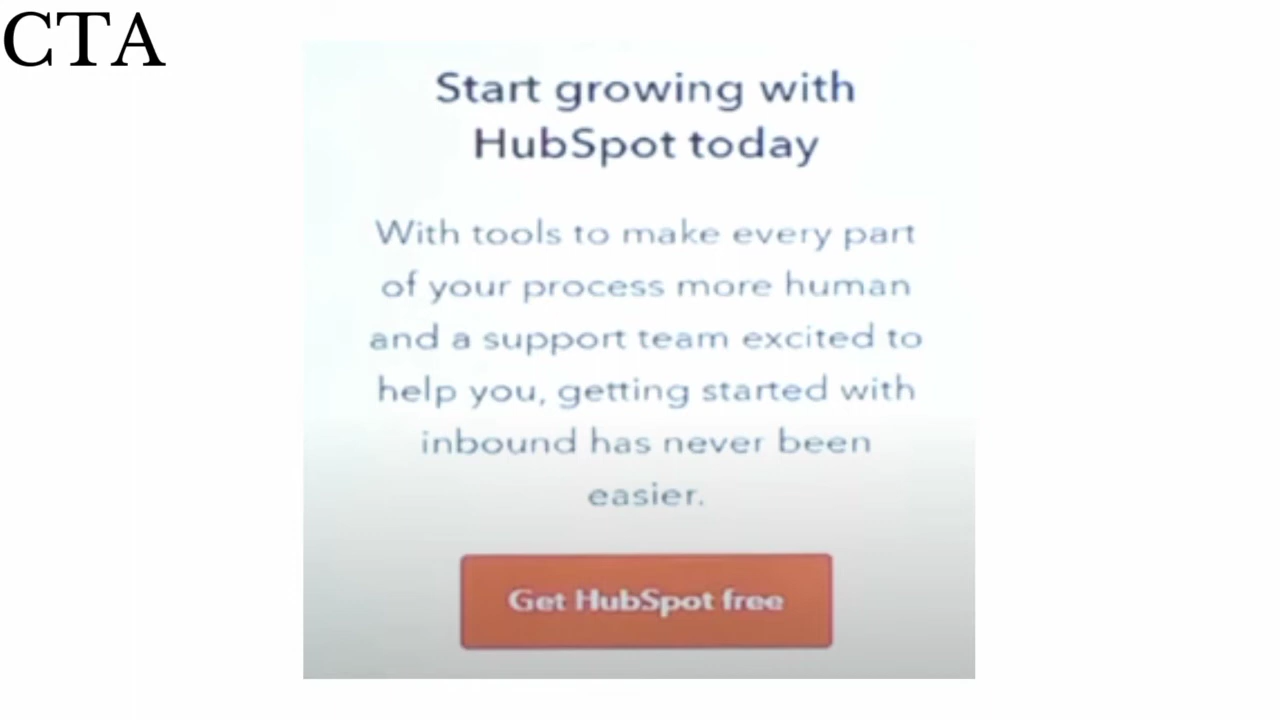 CTA
Start growing with
HubSpot today
With tools to make every part
of your process more human
and a support team excited to
help you, getting started with
inbound has never been
easier.
Get HubSpot free